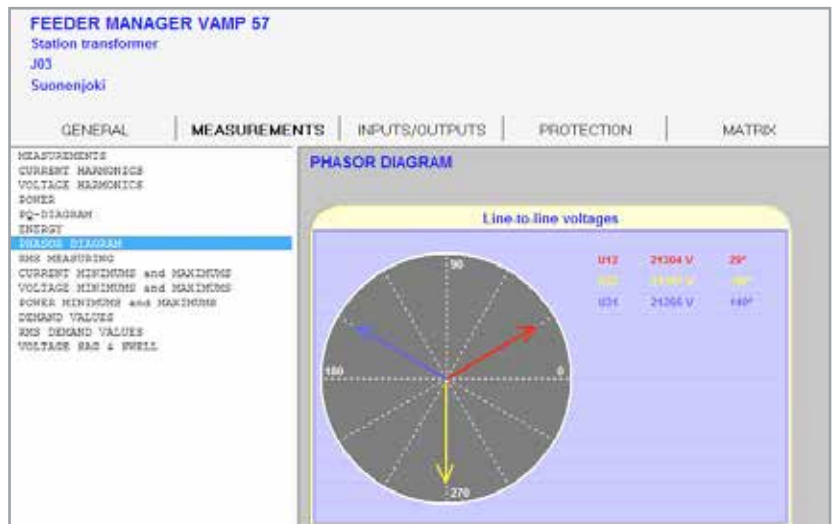 FEEDER MANAGER VAMP 57
Station transformer
J03
Suonenjoki
GENERAL MEASUREMENTS INPUTS/OUTPUTS PROTECTION MATRIX
MEASUREMENTS
CURRENT HARMONICS
VOLTAGE HARMONICS
POWER
PQ-DIAGRAM
ENERGY
PHASOR DIAGRAM
RMS MEASURING
CURRENT MINIMUMS and MAXIMUMS
VOLTAGE MINIMUMS and MAXIMUMS
POWER MINIMUMS and MAXIMUMS
DEMAND VALUES
RMS DEMAND VALUES
VOLTAGE SAG & SWELL
PHASOR DIAGRAM
Line-to-line voltages
U12 21304 V 29°
V
U31 V
90
180
0
270